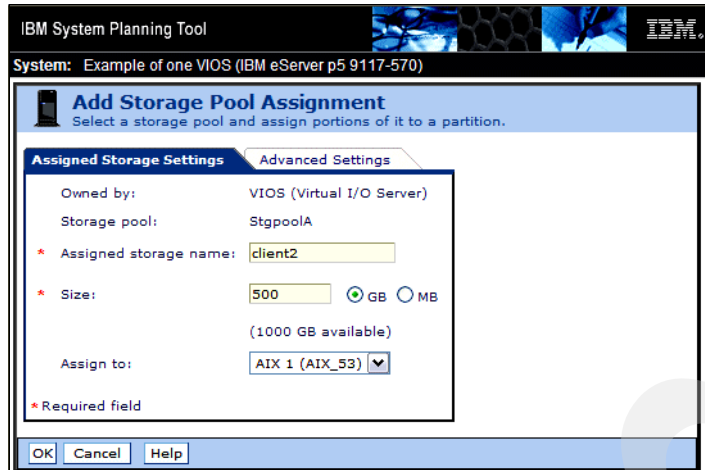 IBM System Planning Tool
IBM.
System: Example of one VIOS (IBM eServer p5 9117-570)
Add Storage Pool Assignment
Select a storage pool and assign portions of it to a partition.
Assigned Storage Settings
Advanced Settings
Owned by: VIOS (Virtual I/O Server)
Storage pool: StgpoolA
* Assigned storage name: client2
* Size: 500 GB MB
(1000 GB available)
Assign to: AIX 1 (AIX_53)
* Required field
OK Cancel Help